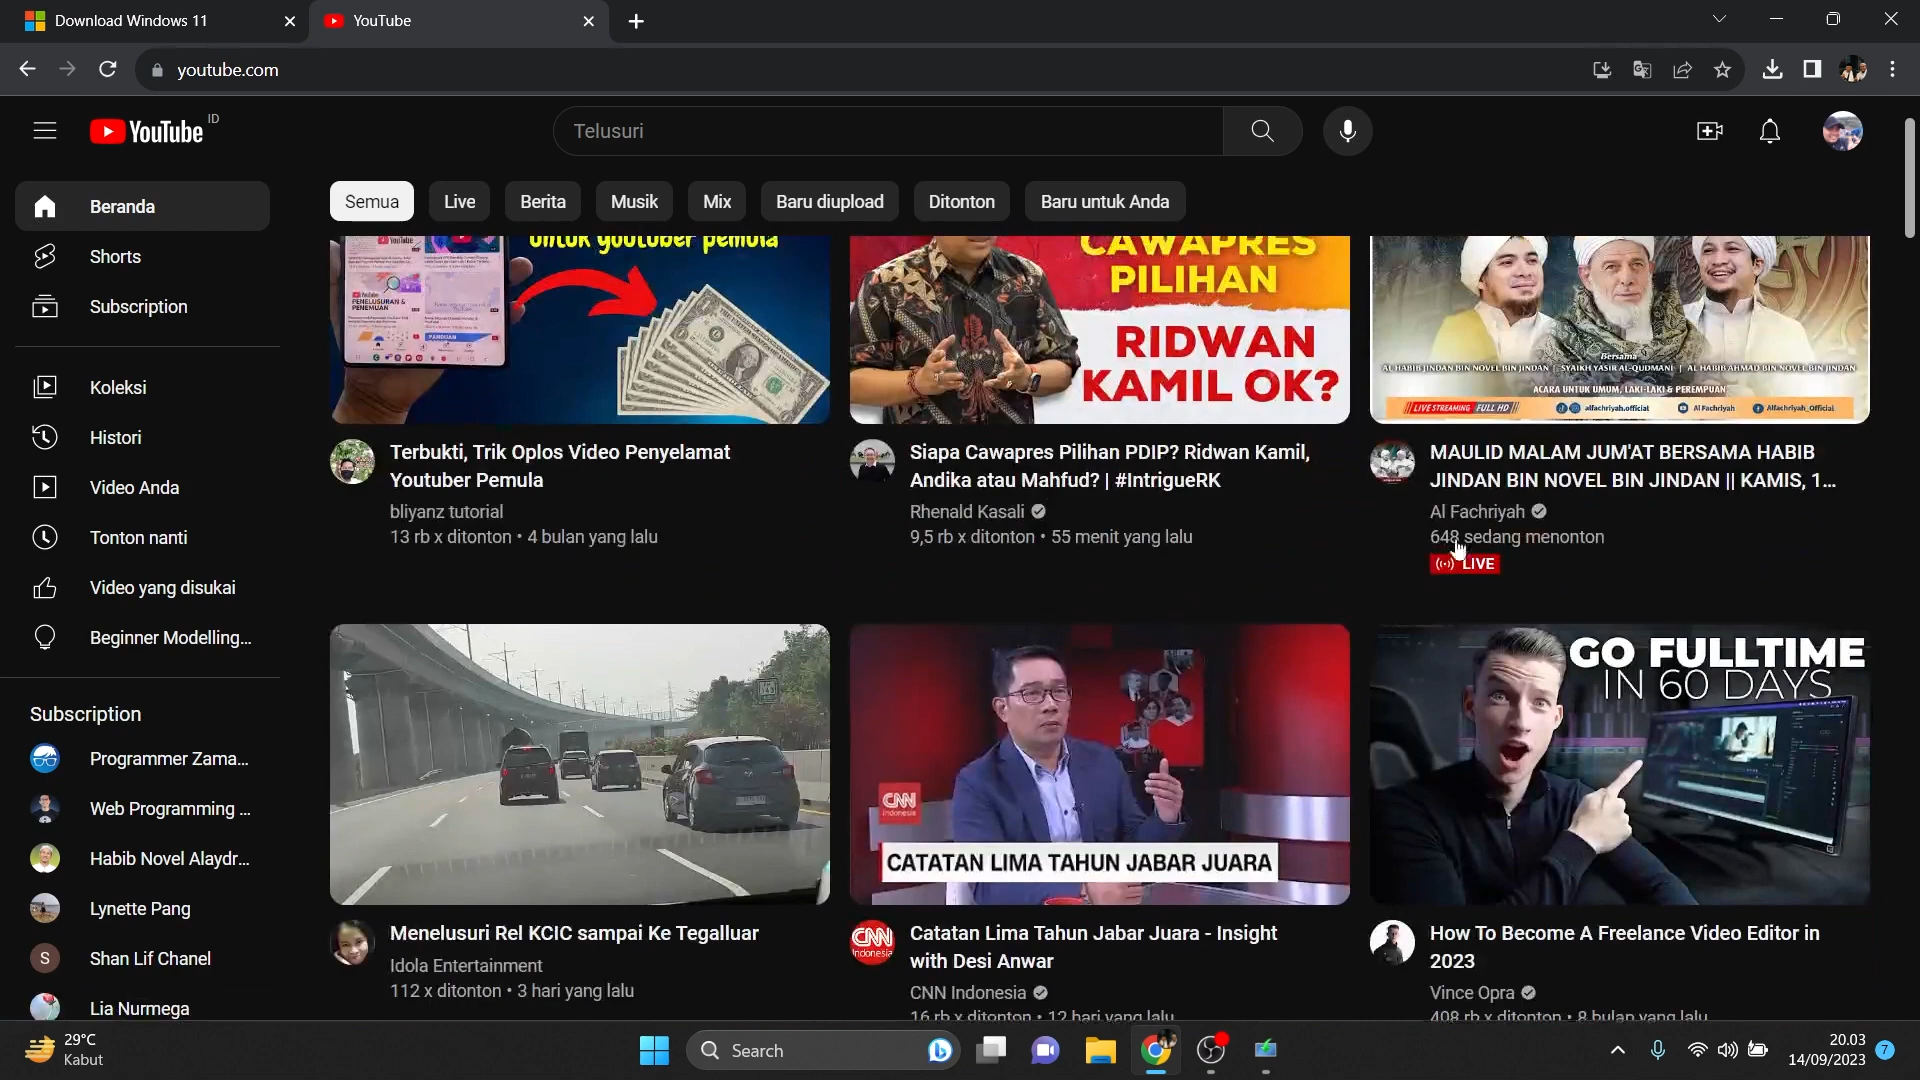 Download Windows 11
YouTube
youtube.com
YouTube ID
Telusuri
Beranda
Shorts
Subscription
Koleksi
Histori
Video Anda
Tonton nanti
Video yang disukai
Beginner Modelling...
Subscription
Programmer Zama...
Web Programming ...
Habib Novel Alaydr...
Lynette Pang
S
Shan Lif Chanel
Lia Nurmega
Semua
Live
Berita
Musik
Mix
Baru diupload
Ditonton
Baru untuk Anda
untuk youtuber pemula
YouTube
PENELUSURAN &
PENEMUAN
Terbukti, Trik Oplos Video Penyelamat
Youtuber Pemula
bliyanz tutorial
13 rb x ditonton • 4 bulan yang lalu
CAWAPRES
PILIHAN
RIDWAN
KAMIL OK?
Siapa Cawapres Pilihan PDIP? Ridwan Kamil,
Andika atau Mahfud? | #IntrigueRK
Rhenald Kasali
9,5 rb x ditonton • 55 menit yang lalu
Bersama
AL HABIB JINDAN BIN NOVEL BIN JINDAN || SYAIKH YASIR AL-QUDMANI | AL HABIB AHMAD BIN NOVEL BIN JINDAN
ACARA UNTUK UMUM, LAKI-LAKI & PEREMPUAN
LIVE STREAMING FULL HD
alfachriyah.official
Al Fachriyah
Alfachriyah_Official
MAULID MALAM JUM'AT BERSAMA HABIB
JINDAN BIN NOVEL BIN JINDAN || KAMIS, 1...
Al Fachriyah
648 sedang menonton
LIVE
Menelusuri Rel KCIC sampai Ke Tegalluar
Idola Entertainment
112 x ditonton • 3 hari yang lalu
CNN
Indonesia
CATATAN LIMA TAHUN JABAR JUARA
CNN
Indonesia
Catatan Lima Tahun Jabar Juara - Insight
with Desi Anwar
CNN Indonesia
16 rb x ditonton • 12 hari yang lalu
GO FULLTIME
IN 60 DAYS
How To Become A Freelance Video Editor in
2023
Vince Opra
408 rb x ditonton • 8 bulan yang lalu
29°C
Kabut
Search
20.03
14/09/2023
7